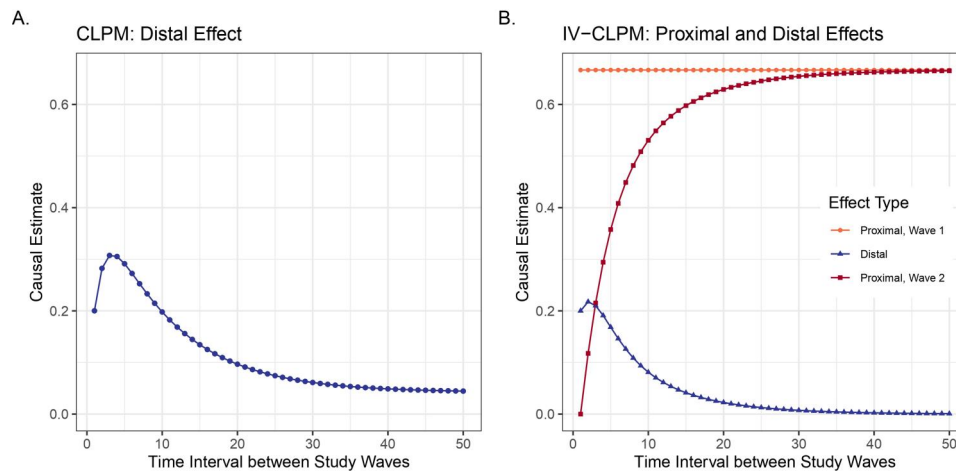 A.
CLPM: Distal Effect
Causal Estimate
0.6
0.4
0.2
0.0
0 10 20 30 40 50
Time Interval between Study Waves
B.
IV−CLPM: Proximal and Distal Effects
Causal Estimate
0.6
0.4
0.2
0.0
Effect Type
Proximal, Wave 1
Distal
Proximal, Wave 2
0 10 20 30 40 50
Time Interval between Study Waves